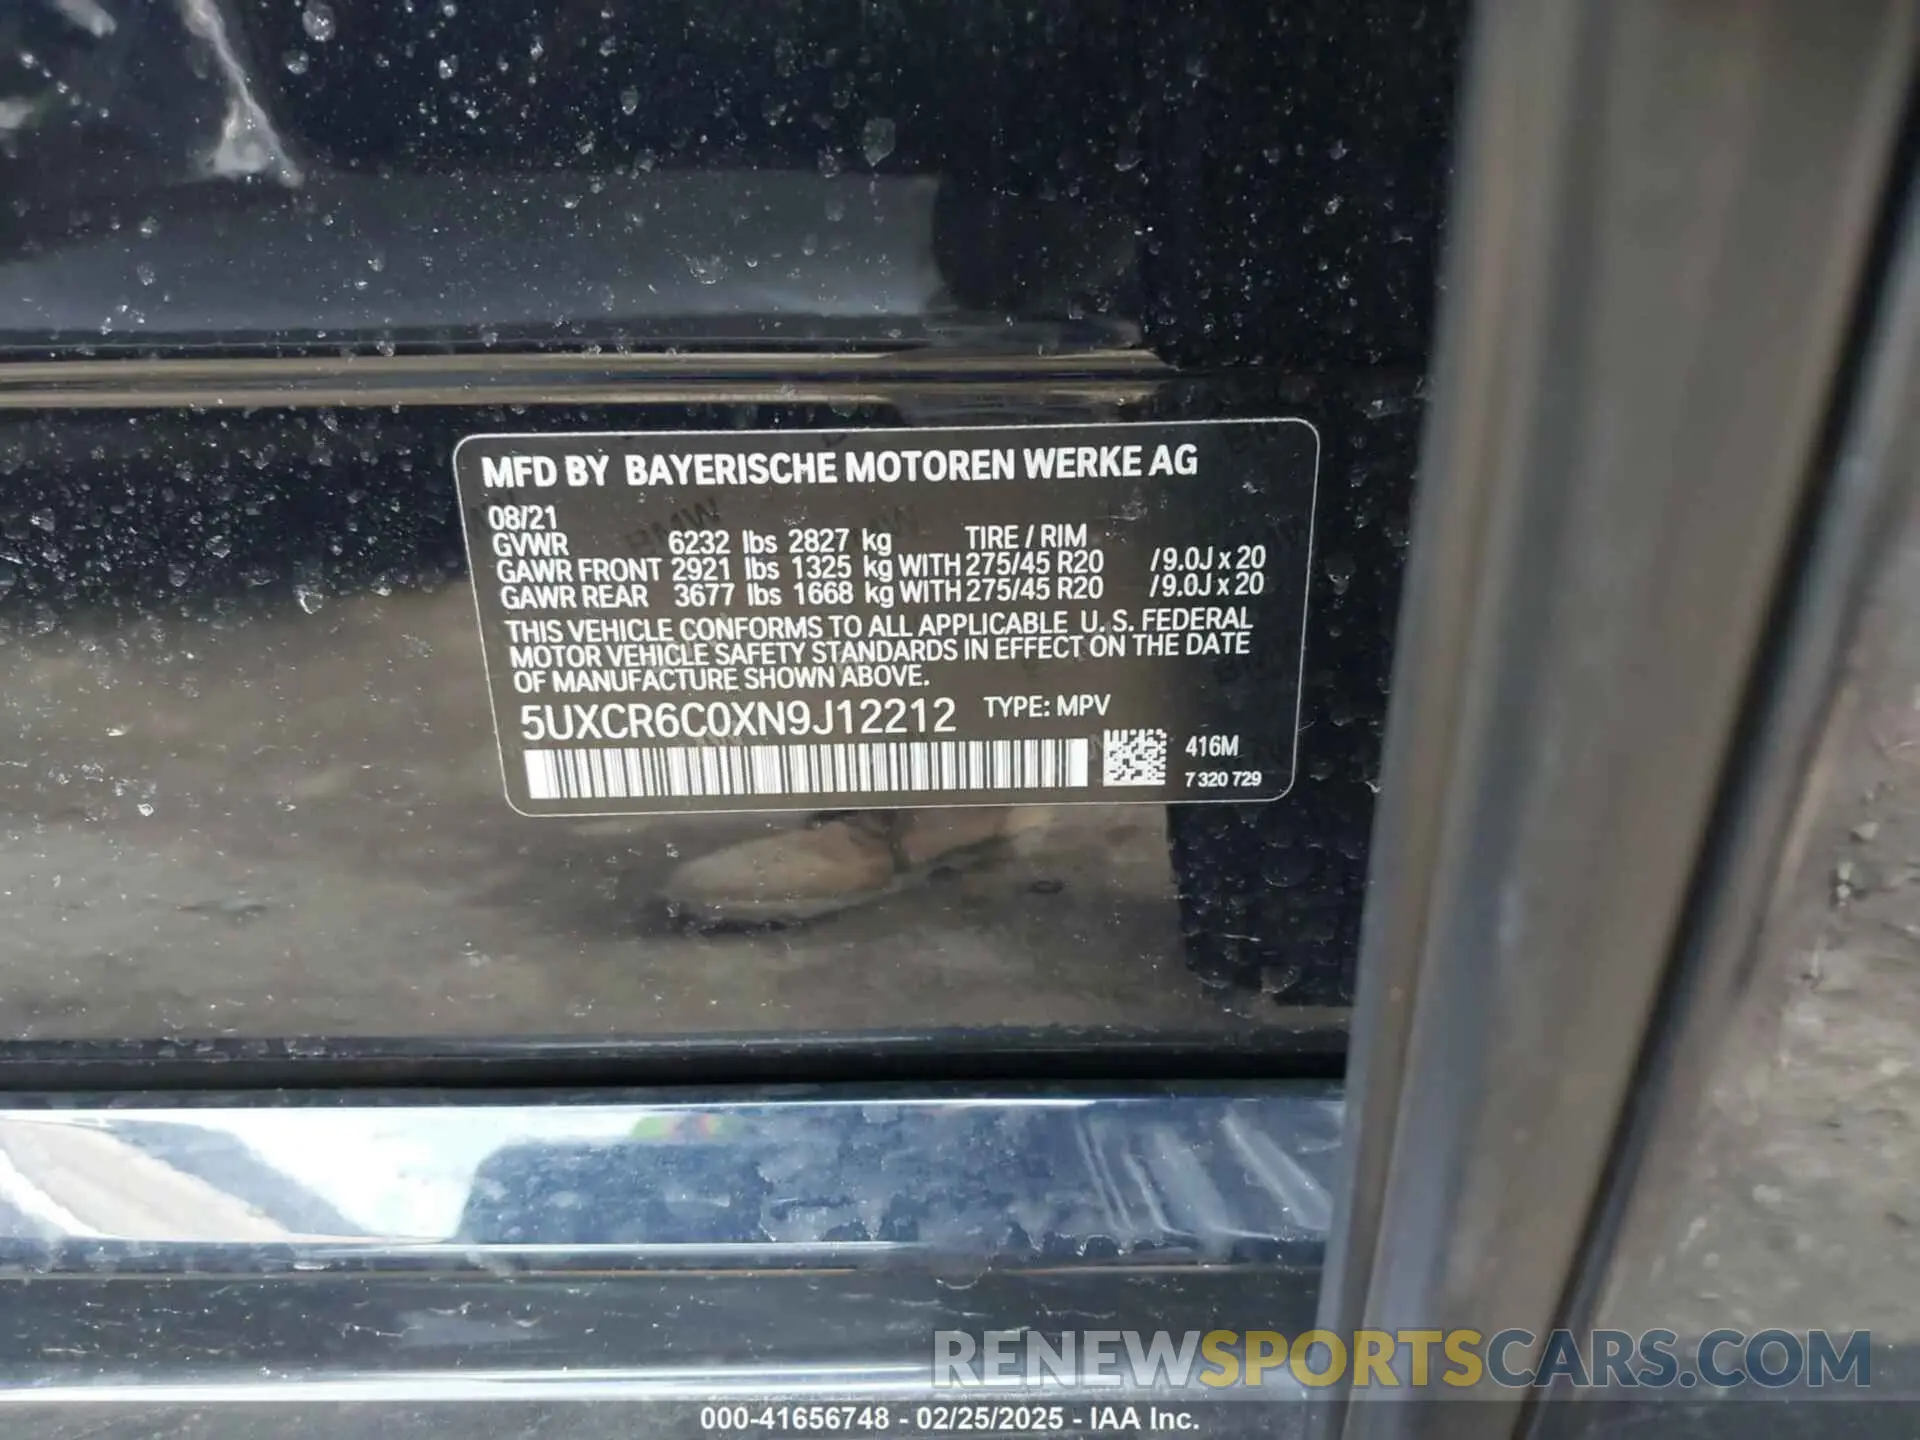 MFD BY BAYERISCHE MOTOREN WERKE AG
08/21
GVWR 6232 lbs 2827 kg TIRE / RIM
GAWR FRONT 2921 lbs 1325 kg WITH 275/45 R20 /9.0J x 20
GAWR REAR 3677 lbs 1668 kg WITH 275/45 R20 /9.0J x 20
THIS VEHICLE CONFORMS TO ALL APPLICABLE U. S. FEDERAL
MOTOR VEHICLE SAFETY STANDARDS IN EFFECT ON THE DATE
OF MANUFACTURE SHOWN ABOVE.
5UXCR6C0XN9J12212 TYPE: MPV
416M
7 320 729
RENEWSPORTSCARS.COM
000-41656748 - 02/25/2025 - IAA Inc.